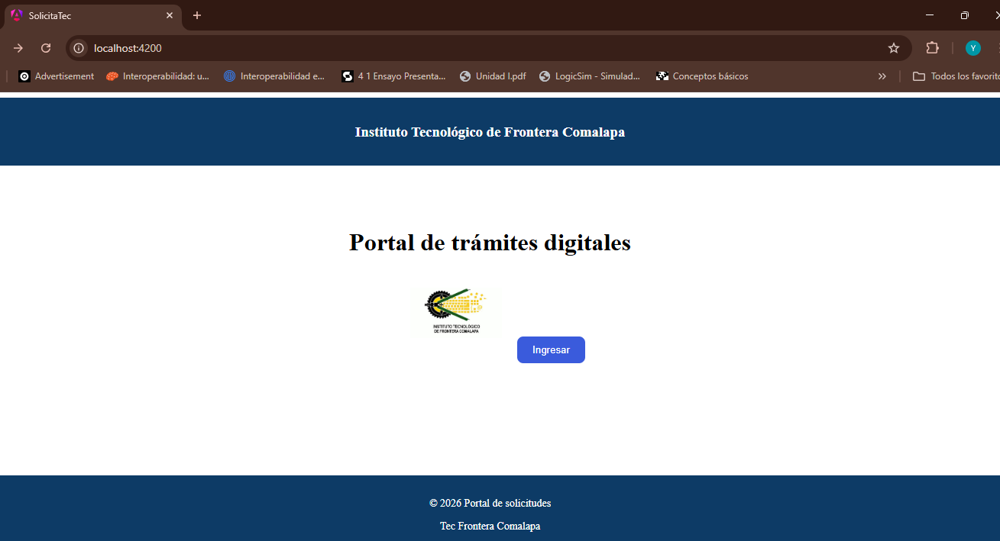 SolicitaTec
localhost:4200
Y
Advertisement
Interoperabilidad: u...
Interoperabilidad e...
4 1 Ensayo Presenta...
Unidad I.pdf
LogicSim - Simulad...
Conceptos básicos
Todos los favorito
Instituto Tecnológico de Frontera Comalapa
Portal de trámites digitales
INSTITUTO TECNOLOGICO
DE FRONTERA COMALAPA
Ingresar
© 2026 Portal de solicitudes
Tec Frontera Comalapa